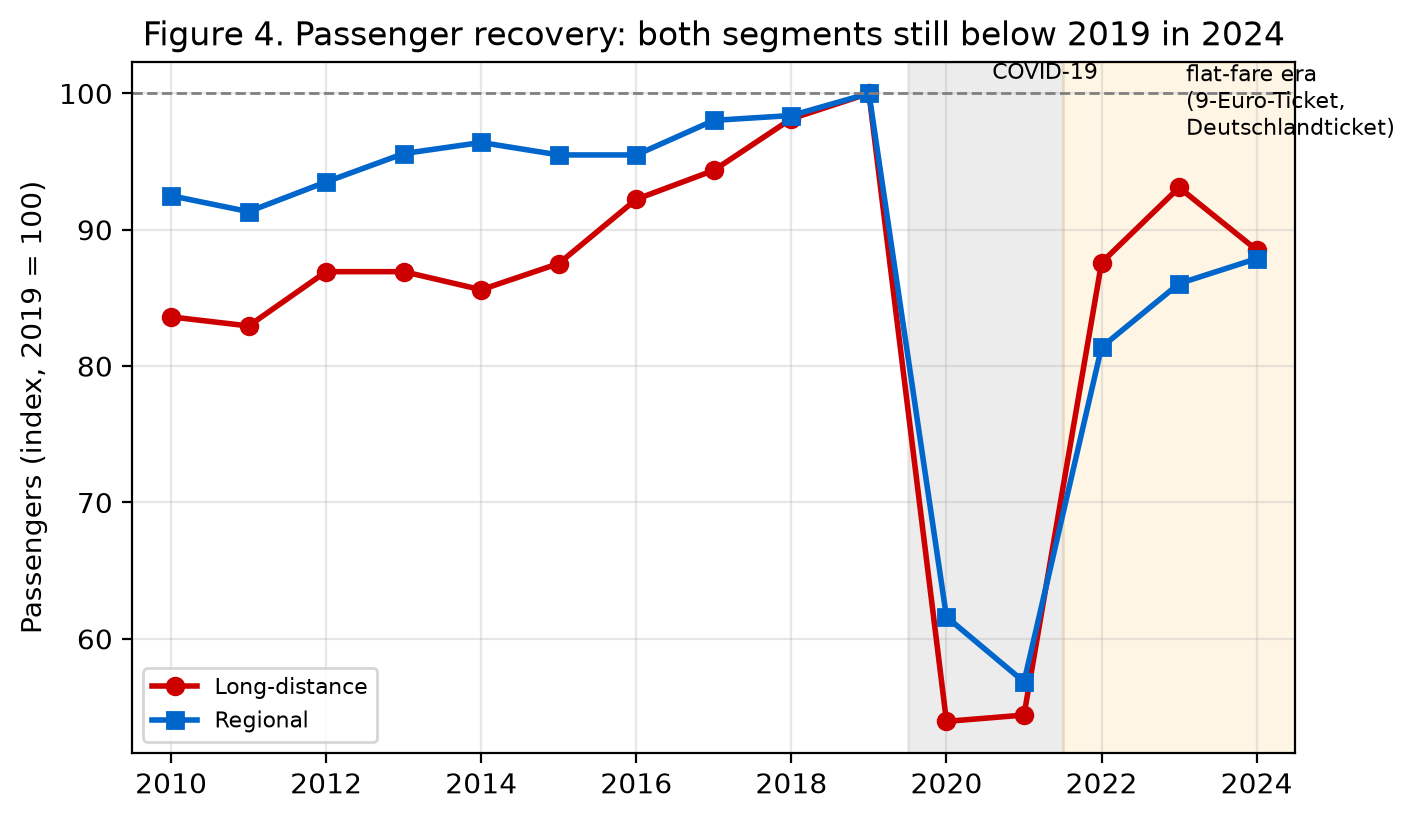 Figure 4. Passenger recovery: both segments still below 2019 in 2024
COVID-19
flat-fare era
(9-Euro-Ticket,
Deutschlandticket)
Passengers (index, 2019 = 100)
100
90
80
70
60
Long-distance
Regional
2010
2012
2014
2016
2018
2020
2022
2024